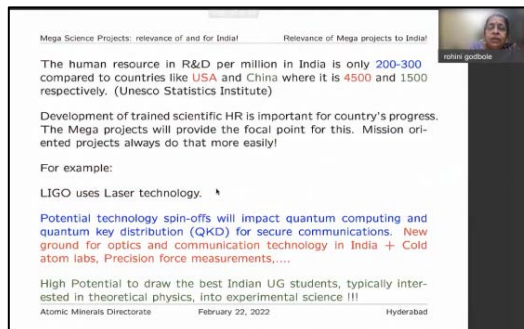 Mega Science Projects: relevance of and for India! Relevance of Mega projects to India!
rohini godbole
The human resource in R&D per million in India is only 200-300
compared to countries like USA and China where it is 4500 and 1500
respectively. (Unesco Statistics Institute)
Development of trained scientific HR is important for country's progress.
The Mega projects will provide the focal point for this. Mission ori-
ented projects always do that more easily!
For example:
LIGO uses Laser technology.
Potential technology spin-offs will impact quantum computing and
quantum key distribution (QKD) for secure communications. New
ground for optics and communication technology in India + Cold
atom labs, Precision force measurements,....
High Potential to draw the best Indian UG students, typically inter-
ested in theoretical physics, into experimental science !!!
Atomic Minerals Directorate February 22, 2022 Hyderabad